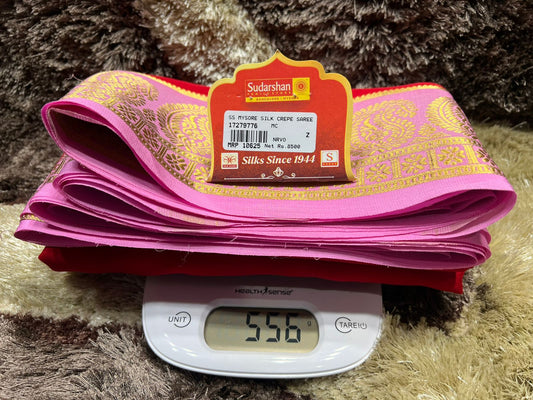 Sudarshan
SS MYSORE SILK CREPE SAREE
17279776 MC
Z
NRVO
MRP 10625 Net Rs.8500
Silks Since 1944
HEALTH sense
UNIT
556 g
TARE